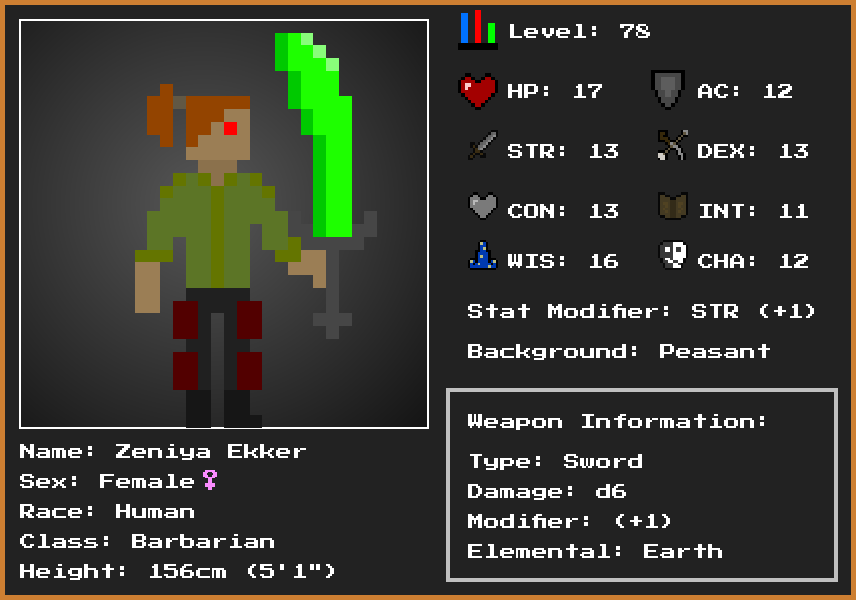 Level: 78
HP: 17
AC: 12
STR: 13
DEX: 13
CON: 13
INT: 11
WIS: 16
CHA: 12
Stat Modifier: STR (+1)
Background: Peasant
Weapon Information:
Type: Sword
Damage: d6
Modifier: (+1)
Elemental: Earth
Name: Zeniya Ekker
Sex: Female♀
Race: Human
Class: Barbarian
Height: 156cm (5'1")